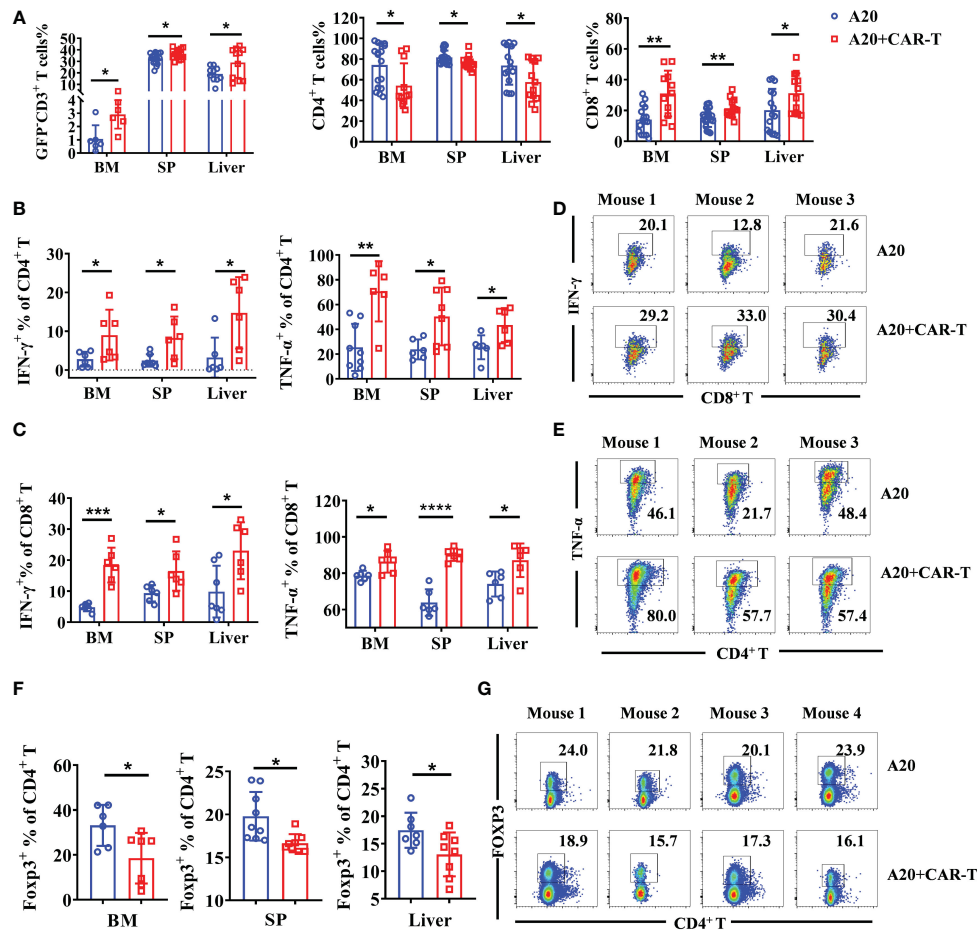 A
GFP⁻CD3⁺ T cells%
50
40
30
20
10
4
3
2
1
0
*
*
*
BM
SP
Liver
CD4⁺ T cells%
120
100
80
60
40
20
0
*
*
*
BM
SP
Liver
CD8⁺ T cells%
100
80
60
40
20
0
**
**
*
BM
SP
Liver
A20
A20+CAR-T
B
IFN-γ⁺ % of CD4⁺ T
30
20
10
0
*
*
*
BM
SP
Liver
TNF-α⁺ % of CD4⁺ T
100
80
60
40
20
0
**
*
*
BM
SP
Liver
D
Mouse 1 Mouse 2 Mouse 3
20.1 12.8 21.6
A20
29.2 33.0 30.4
A20+CAR-T
IFN-γ
CD8⁺ T
C
IFN-γ⁺% of CD8⁺ T
40
30
20
10
0
***
*
*
BM
SP
Liver
TNF-α⁺ % of CD8⁺ T
120
100
80
60
*
****
*
BM
SP
Liver
E
Mouse 1 Mouse 2 Mouse 3
46.1 21.7 48.4
A20
80.0 57.7 57.4
A20+CAR-T
TNF-α
CD4⁺ T
F
Foxp3⁺ % of CD4⁺ T
60
40
20
0
*
BM
Foxp3⁺ % of CD4⁺ T
25
20
15
10
*
SP
Foxp3⁺ % of CD4⁺ T
30
25
20
15
10
5
*
Liver
G
Mouse 1 Mouse 2 Mouse 3 Mouse 4
24.0 21.8 20.1 23.9
A20
18.9 15.7 17.3 16.1
A20+CAR-T
FOXP3
CD4⁺ T